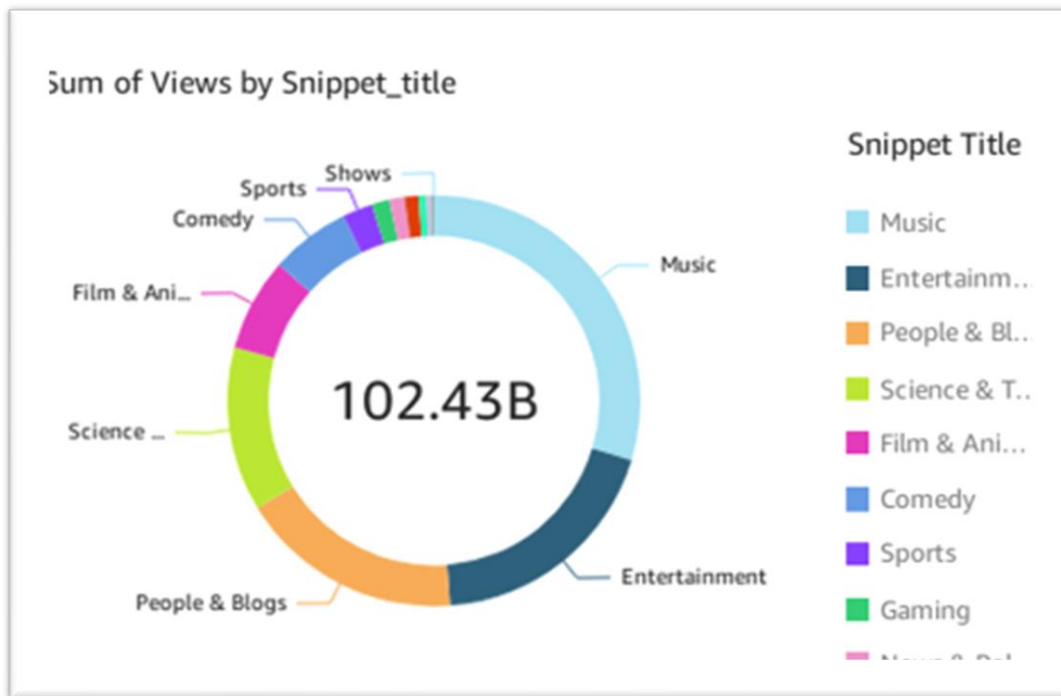 Sum of Views by Snippet_title
Snippet Title
Shows
Sports
Comedy
Music
Film & Ani...
102.43B
Science ...
People & Blogs
Entertainment
Music
Entertainm...
People & Bl...
Science & T...
Film & Ani...
Comedy
Sports
Gaming